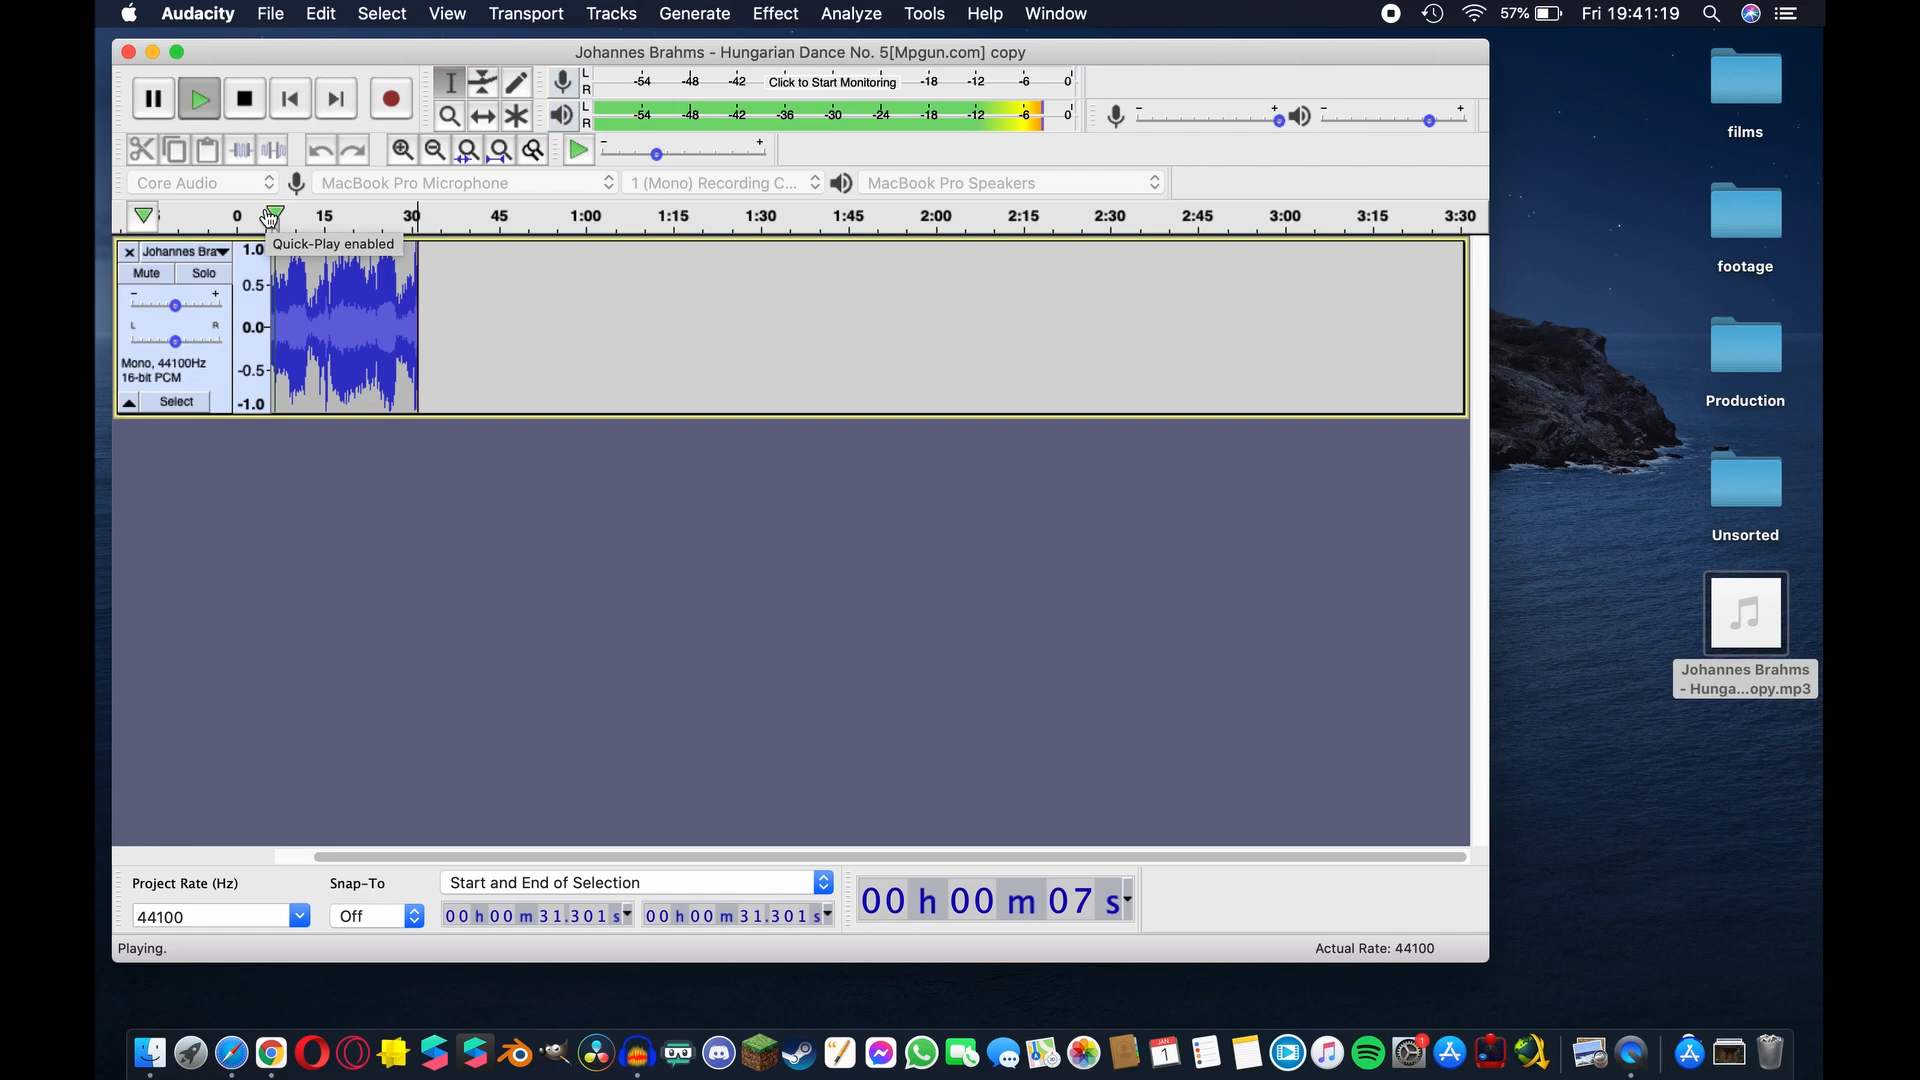 Audacity File Edit Select View Transport Tracks Generate Effect Analyze Tools Help Window 57% Fri 19:41:19
Johannes Brahms - Hungarian Dance No. 5[Mpgun.com] copy
L -54 -48 -42 Click to Start Monitoring -18 -12 -6 0
R
L -54 -48 -42 -36 -30 -24 -18 -12 -6 0
R
- + - +
- +
Core Audio MacBook Pro Microphone 1 (Mono) Recording C... MacBook Pro Speakers
0 15 30 45 1:00 1:15 1:30 1:45 2:00 2:15 2:30 2:45 3:00 3:15 3:30
Quick-Play enabled
Johannes Bra 1.0
Mute Solo
- + 0.5-
L R 0.0-
Mono, 44100Hz
16-bit PCM -0.5-
Select -1.0
films
footage
Production
Unsorted
Johannes Brahms
- Hunga...opy.mp3
Project Rate (Hz) Snap-To Start and End of Selection
44100 Off 00 h 00 m 31.301 s 00 h 00 m 31.301 s 00 h 00 m 07 s
Playing. Actual Rate: 44100
1 1